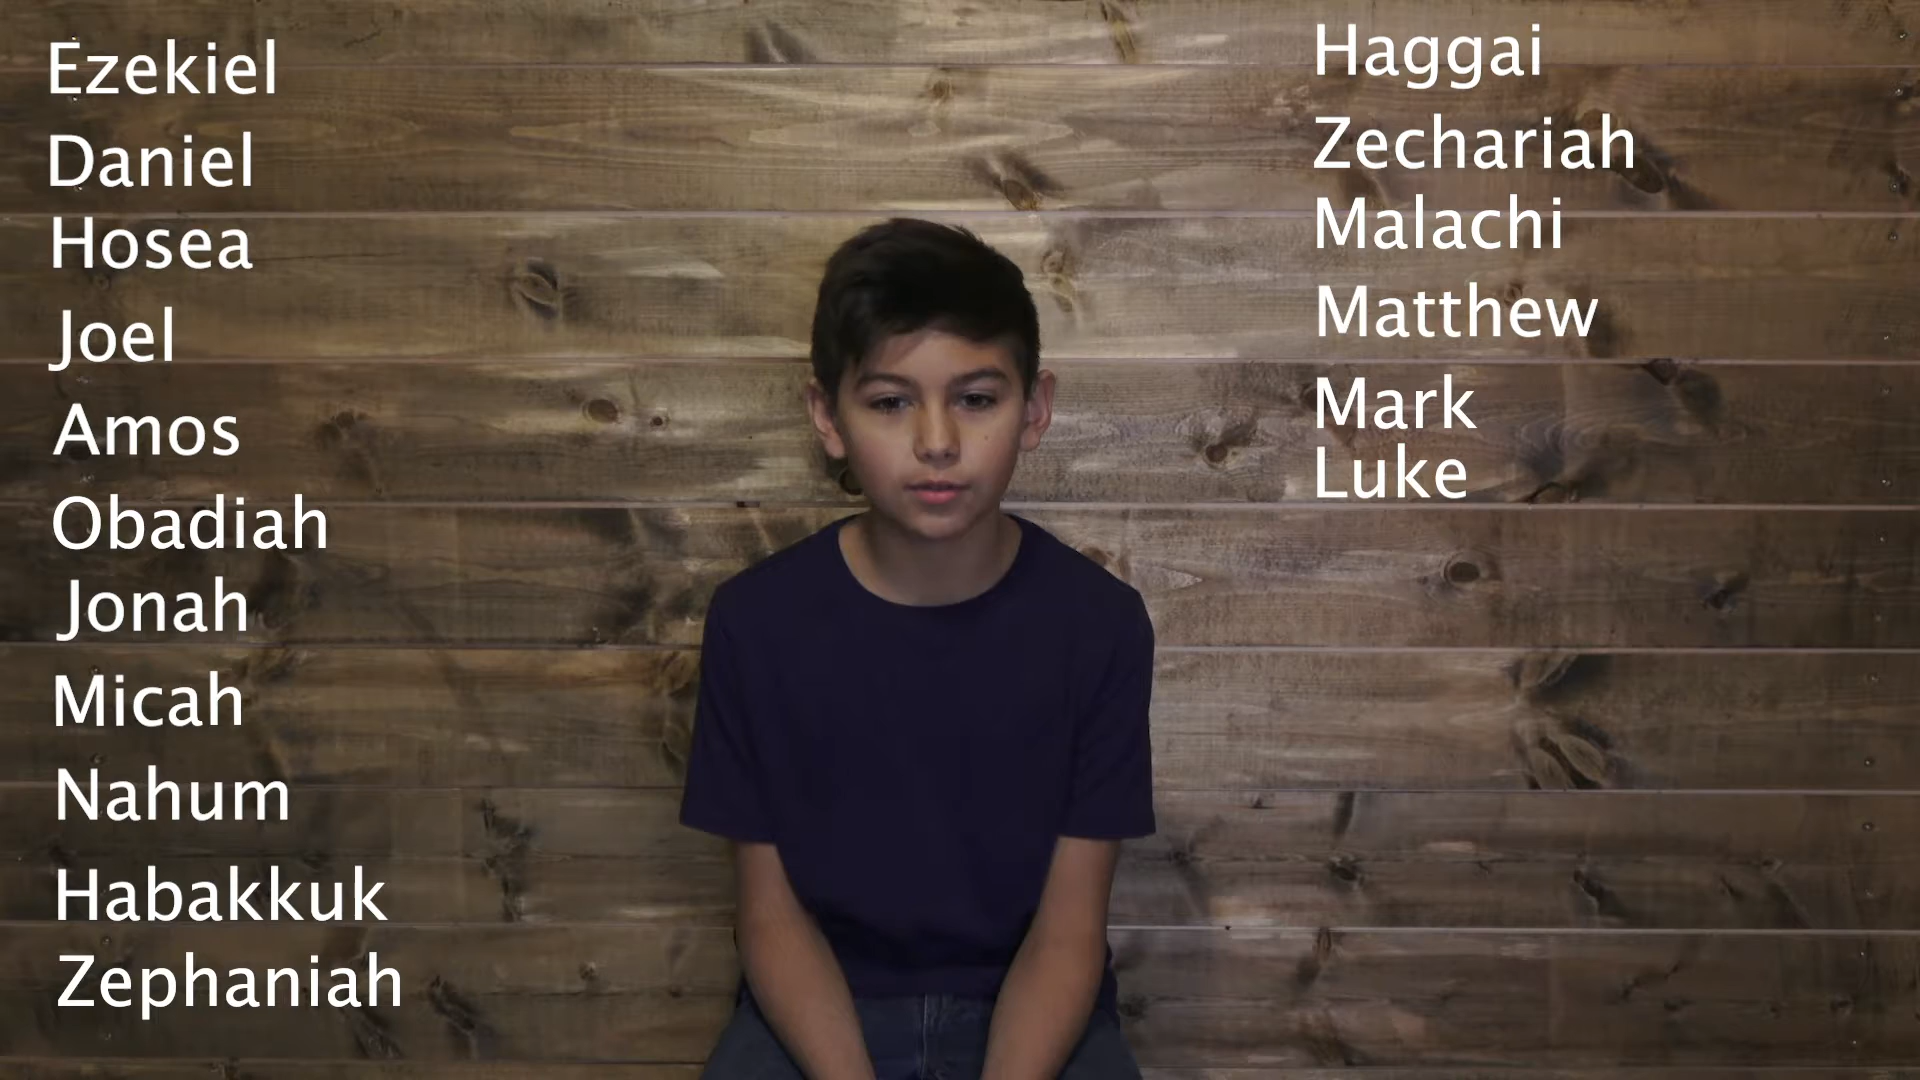 Ezekiel
Daniel
Hosea
Joel
Amos
Obadiah
Jonah
Micah
Nahum
Habakkuk
Zephaniah
Haggai
Zechariah
Malachi
Matthew
Mark
Luke